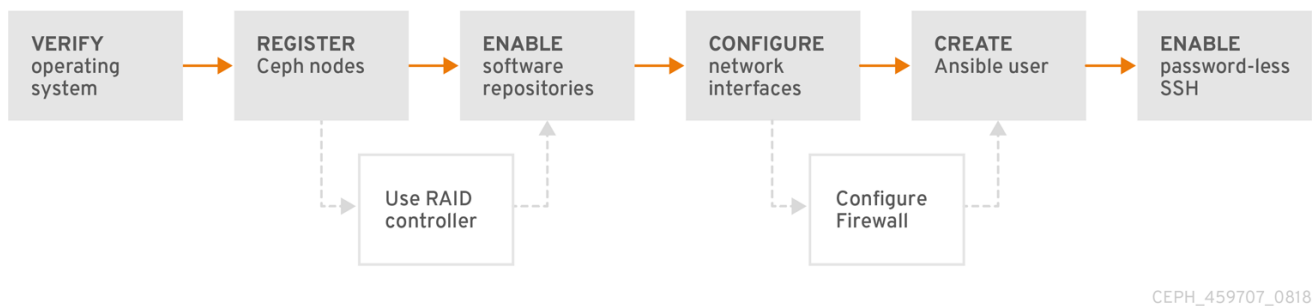 VERIFY
operating
system
REGISTER
Ceph nodes
ENABLE
software
repositories
CONFIGURE
network
interfaces
CREATE
Ansible user
ENABLE
password-less
SSH
Use RAID
controller
Configure
Firewall
CEPH_459707_0818